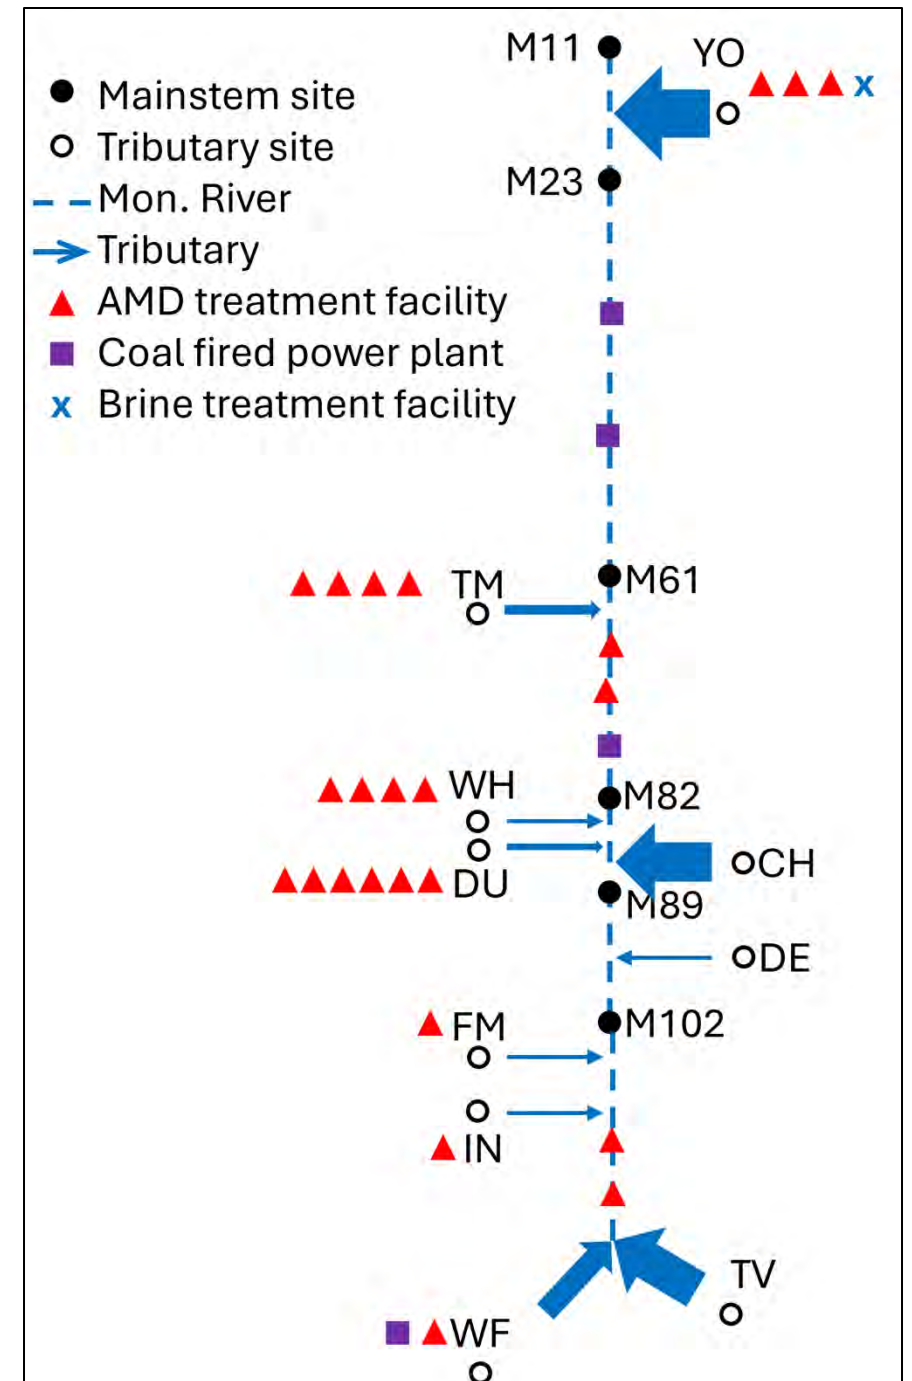 M11
YO
x
Mainstem site
Tributary site
Mon. River
Tributary
AMD treatment facility
Coal fired power plant
x Brine treatment facility
M23
TM
M61
WH
M82
DU
CH
M89
DE
FM
M102
IN
TV
WF